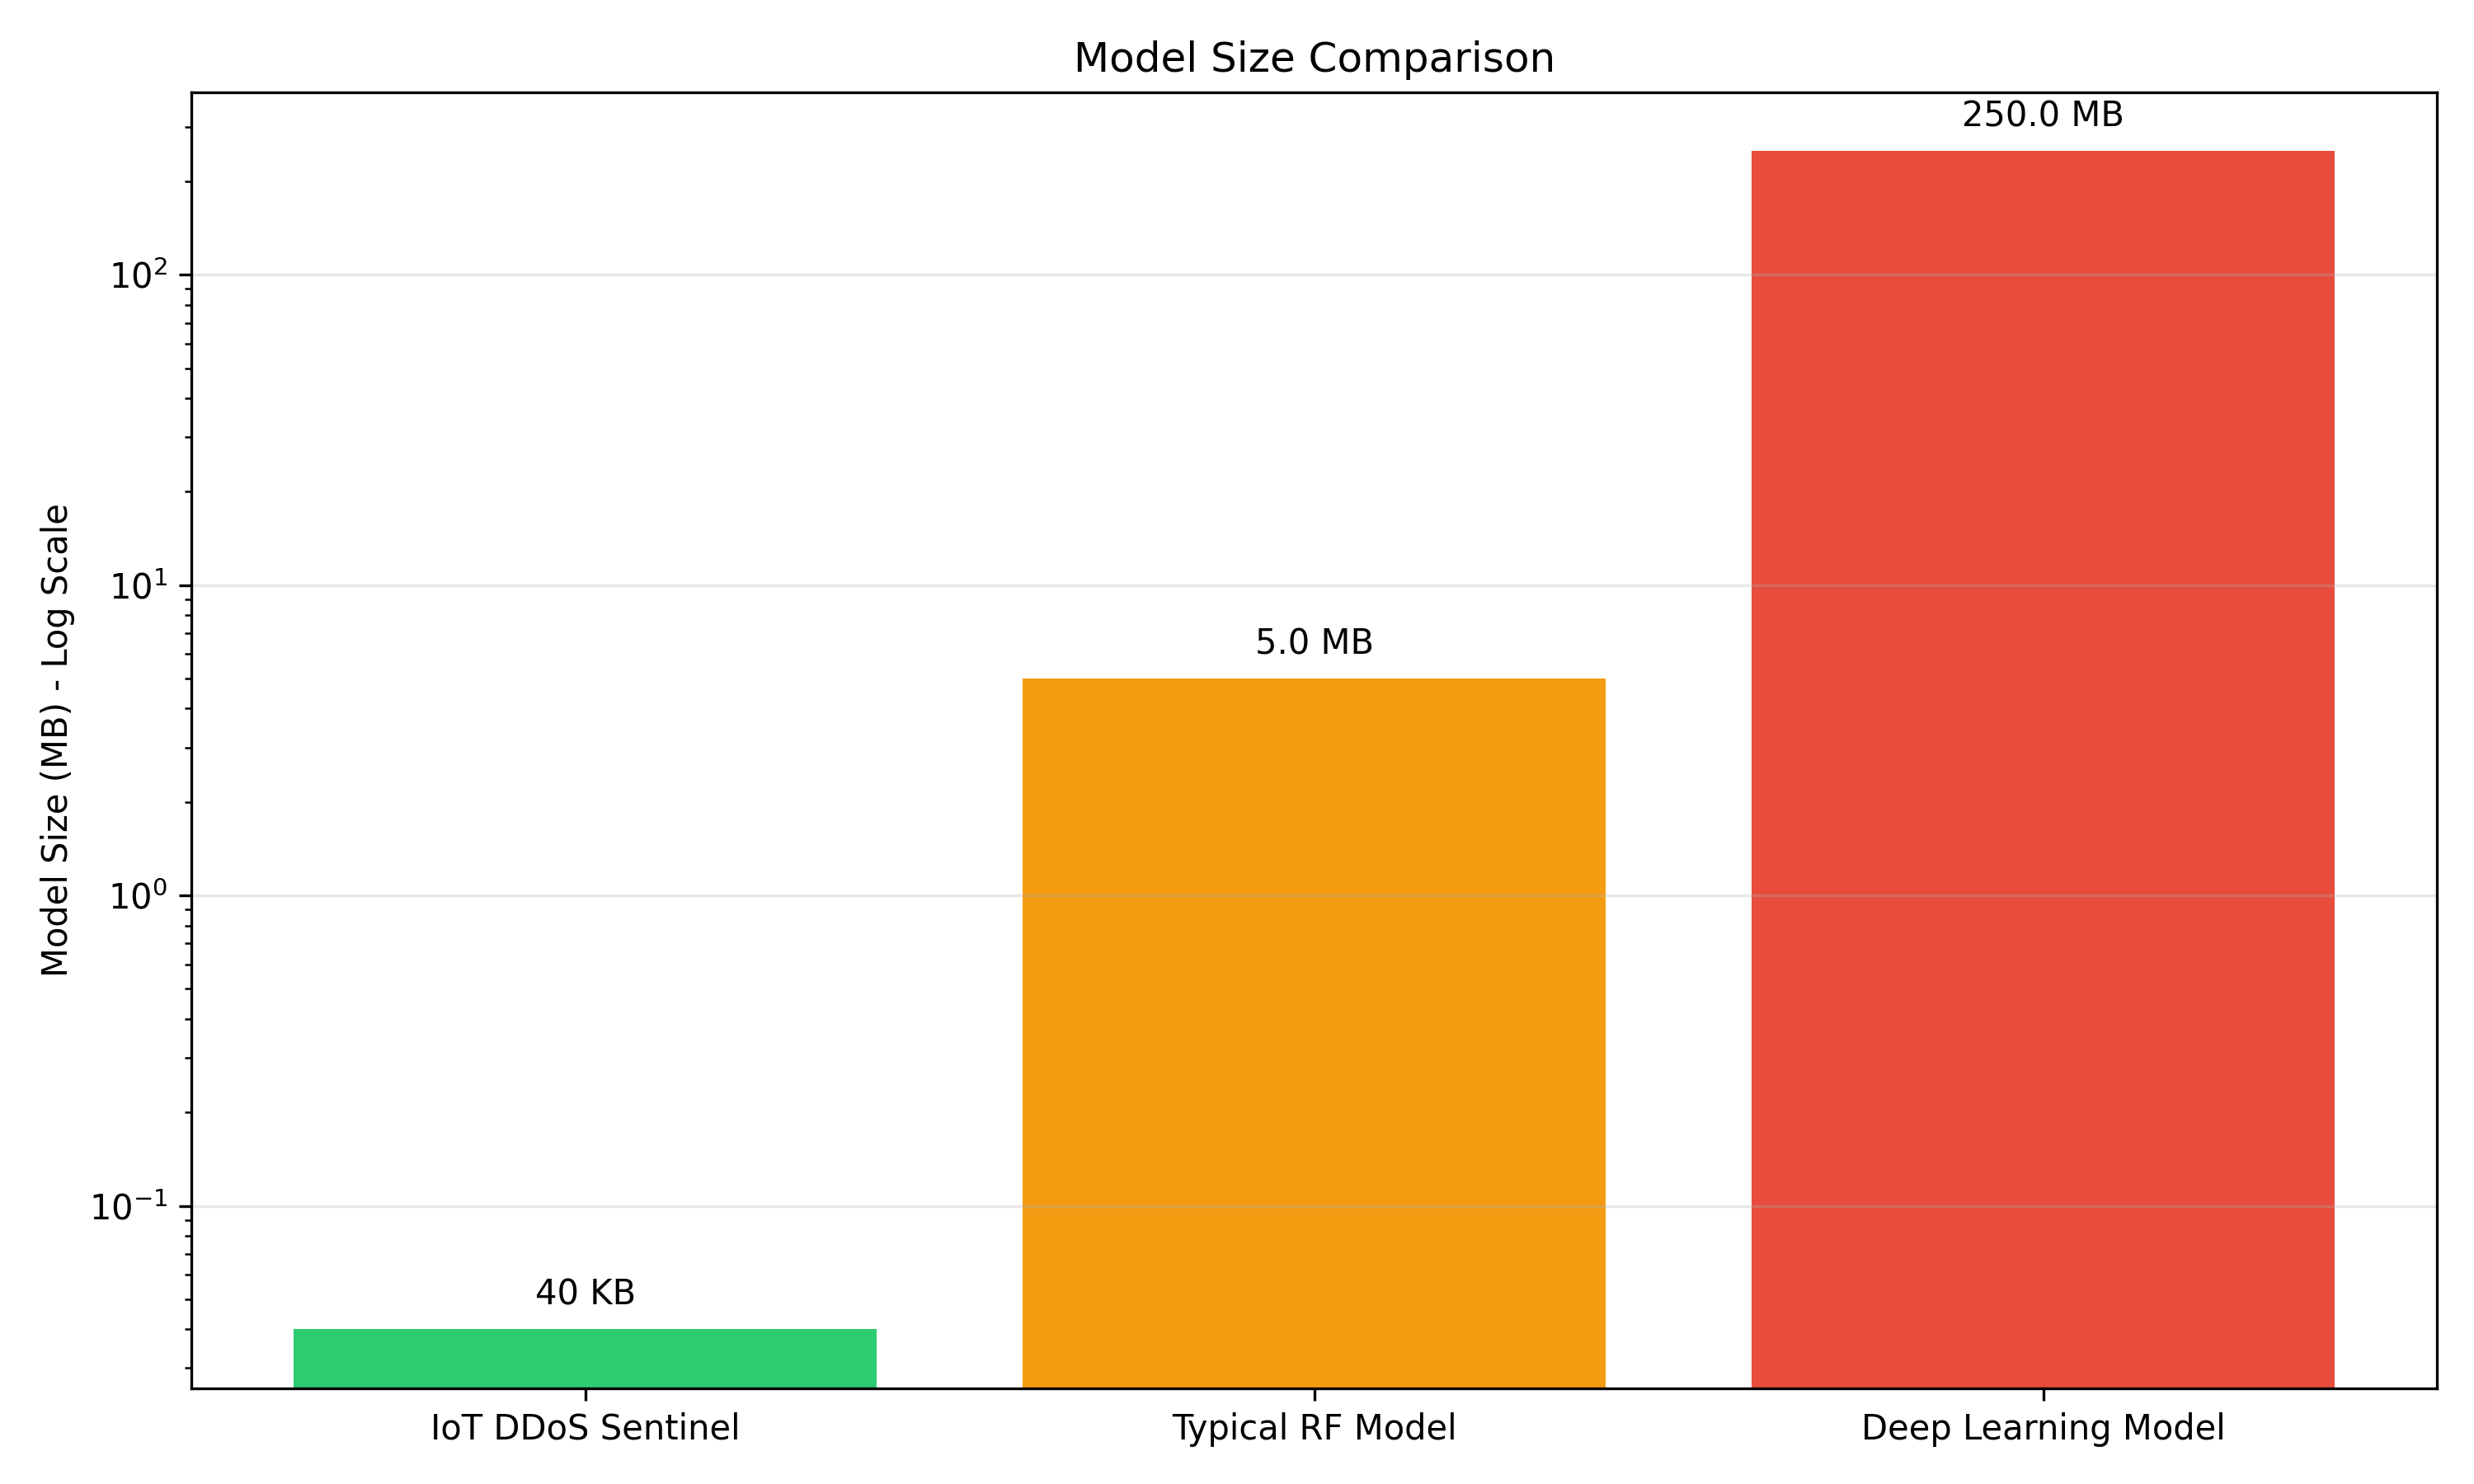 Model Size Comparison
Model Size (MB) - Log Scale
10²
10¹
10⁰
10⁻¹
250.0 MB
5.0 MB
40 KB
IoT DDoS Sentinel
Typical RF Model
Deep Learning Model